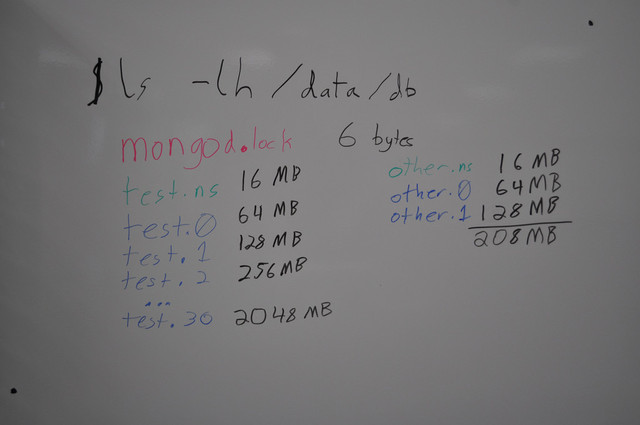 $ls -lh /data/db
mongod.lock 6 bytes
test.ns 16 MB
test.0 64 MB
test.1 128 MB
test.2 256 MB
...
test.30 2048 MB
other.ns 16 MB
other.0 64 MB
other.1 128 MB
208 MB